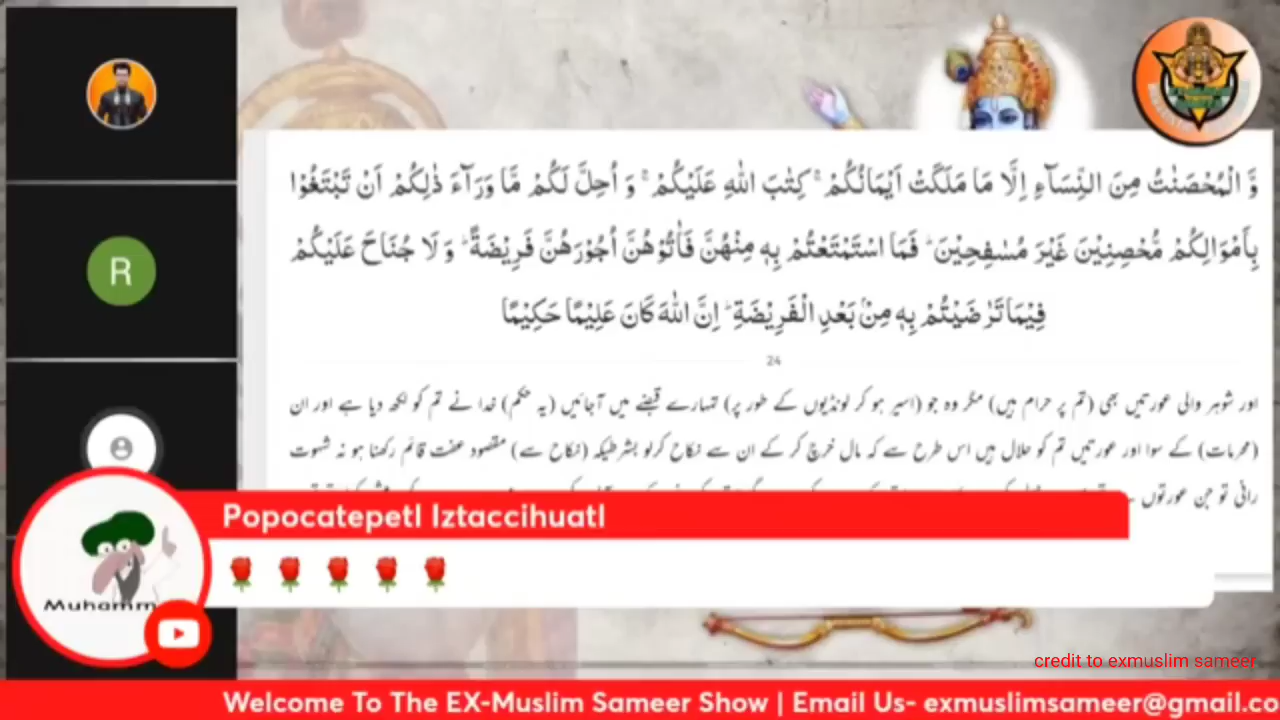 وَّ الْمُحْصَنٰتُ مِنَ النِّسَآءِ اِلَّا مَا مَلَكَتْ اَیْمَانُكُمْ ۚ كِتٰبَ اللّٰهِ عَلَیْكُمْ ۚ وَ اُحِلَّ لَكُمْ مَّا وَرَآءَ ذٰلِكُمْ اَنْ تَبْتَغُوْا
بِاَمْوَالِكُمْ مُّحْصِنِیْنَ غَیْرَ مُسٰفِحِیْنَ ؕ فَمَا اسْتَمْتَعْتُمْ بِهٖ مِنْهُنَّ فَاٰتُوْهُنَّ اُجُوْرَهُنَّ فَرِیْضَةً ؕ وَ لَا جُنَاحَ عَلَیْكُمْ
فِیْمَا تَرٰضَیْتُمْ بِهٖ مِنْۢ بَعْدِ الْفَرِیْضَةِ ؕ اِنَّ اللّٰهَ كَانَ عَلِیْمًا حَكِیْمًا
24
اور شوہر والی عورتیں بھی (تم پر حرام ہیں) مگر وہ جو (اسیر ہو کر لونڈیوں کے طور پر) تمہارے قبضے میں آجائیں (یہ حکم) خدا نے تم کو لکھ دیا ہے اور ان
(محرمات) کے سوا اور عورتیں تم کو حلال ہیں اس طرح سے کہ مال خرچ کر کے ان سے نکاح کرلو بشرطیکہ (نکاح سے) مقصود عفت قائم رکھنا ہو نہ شہوت
رانی تو جن عورتوں
R
Popocatepetl Iztaccihuatl
Muhamm
credit to exmuslim sameer
Welcome To The EX-Muslim Sameer Show | Email Us- exmuslimsameer@gmail.co